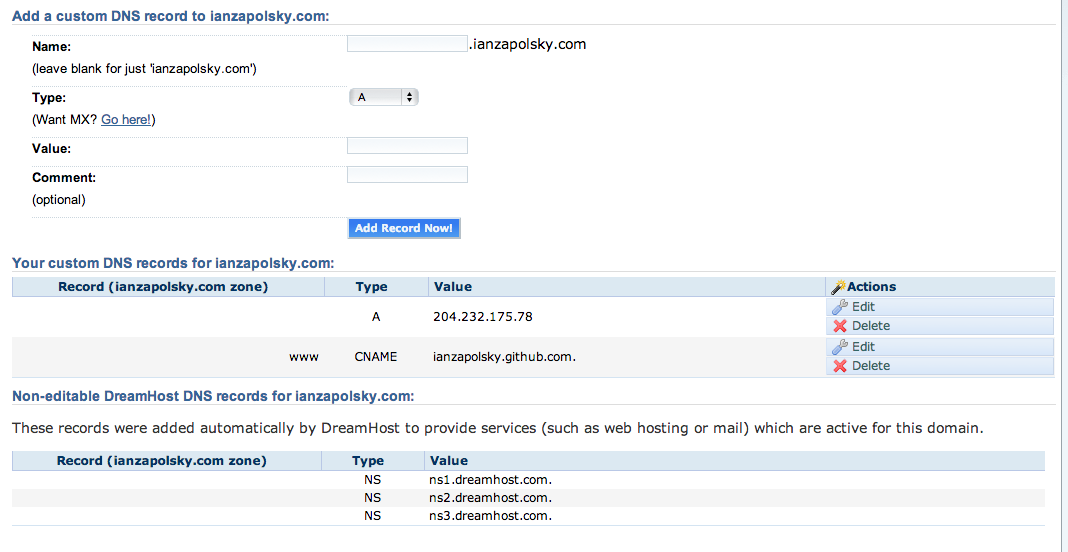 Add a custom DNS record to ianzapolsky.com:
Name: .ianzapolsky.com
(leave blank for just 'ianzapolsky.com')
Type: A
(Want MX? Go here!)
Value:
Comment:
(optional)
Add Record Now!
Your custom DNS records for ianzapolsky.com:
Record (ianzapolsky.com zone) Type Value Actions
A 204.232.175.78 Edit
Delete
www CNAME ianzapolsky.github.com. Edit
Delete
Non-editable DreamHost DNS records for ianzapolsky.com:
These records were added automatically by DreamHost to provide services (such as web hosting or mail) which are active for this domain.
Record (ianzapolsky.com zone) Type Value
NS ns1.dreamhost.com.
NS ns2.dreamhost.com.
NS ns3.dreamhost.com.